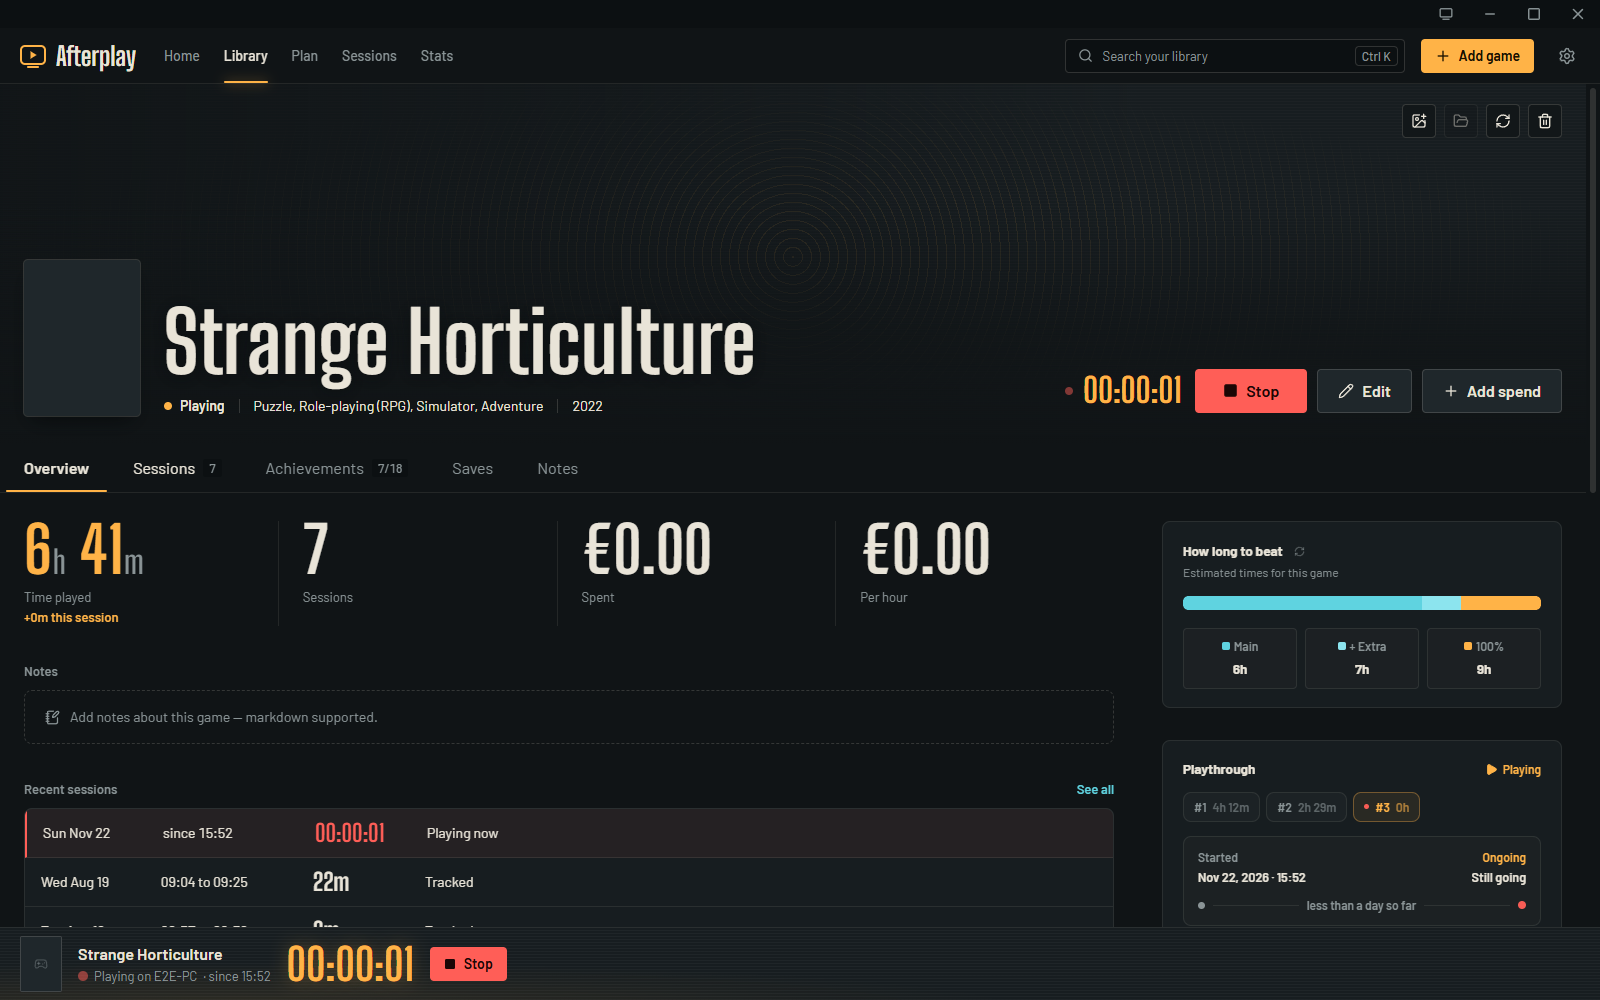 Afterplay
Home
Library
Plan
Sessions
Stats
Search your library
Ctrl K
Add game
Strange Horticulture
Playing
Puzzle, Role-playing (RPG), Simulator, Adventure
2022
00:00:01
Stop
Edit
Add spend
Overview
Sessions 7
Achievements 7/18
Saves
Notes
6h 41m
Time played
+0m this session
7
Sessions
€0.00
Spent
€0.00
Per hour
How long to beat
Estimated times for this game
Main
6h
+ Extra
7h
100%
9h
Notes
Add notes about this game — markdown supported.
Recent sessions
See all
Sun Nov 22 since 15:52 00:00:01 Playing now
Wed Aug 19 09:04 to 09:25 22m Tracked
Playthrough
Playing
#1 4h 12m
#2 2h 29m
#3 0h
Started
Ongoing
Nov 22, 2026 · 15:52
Still going
less than a day so far
Strange Horticulture
Playing on E2E-PC · since 15:52
00:00:01
Stop